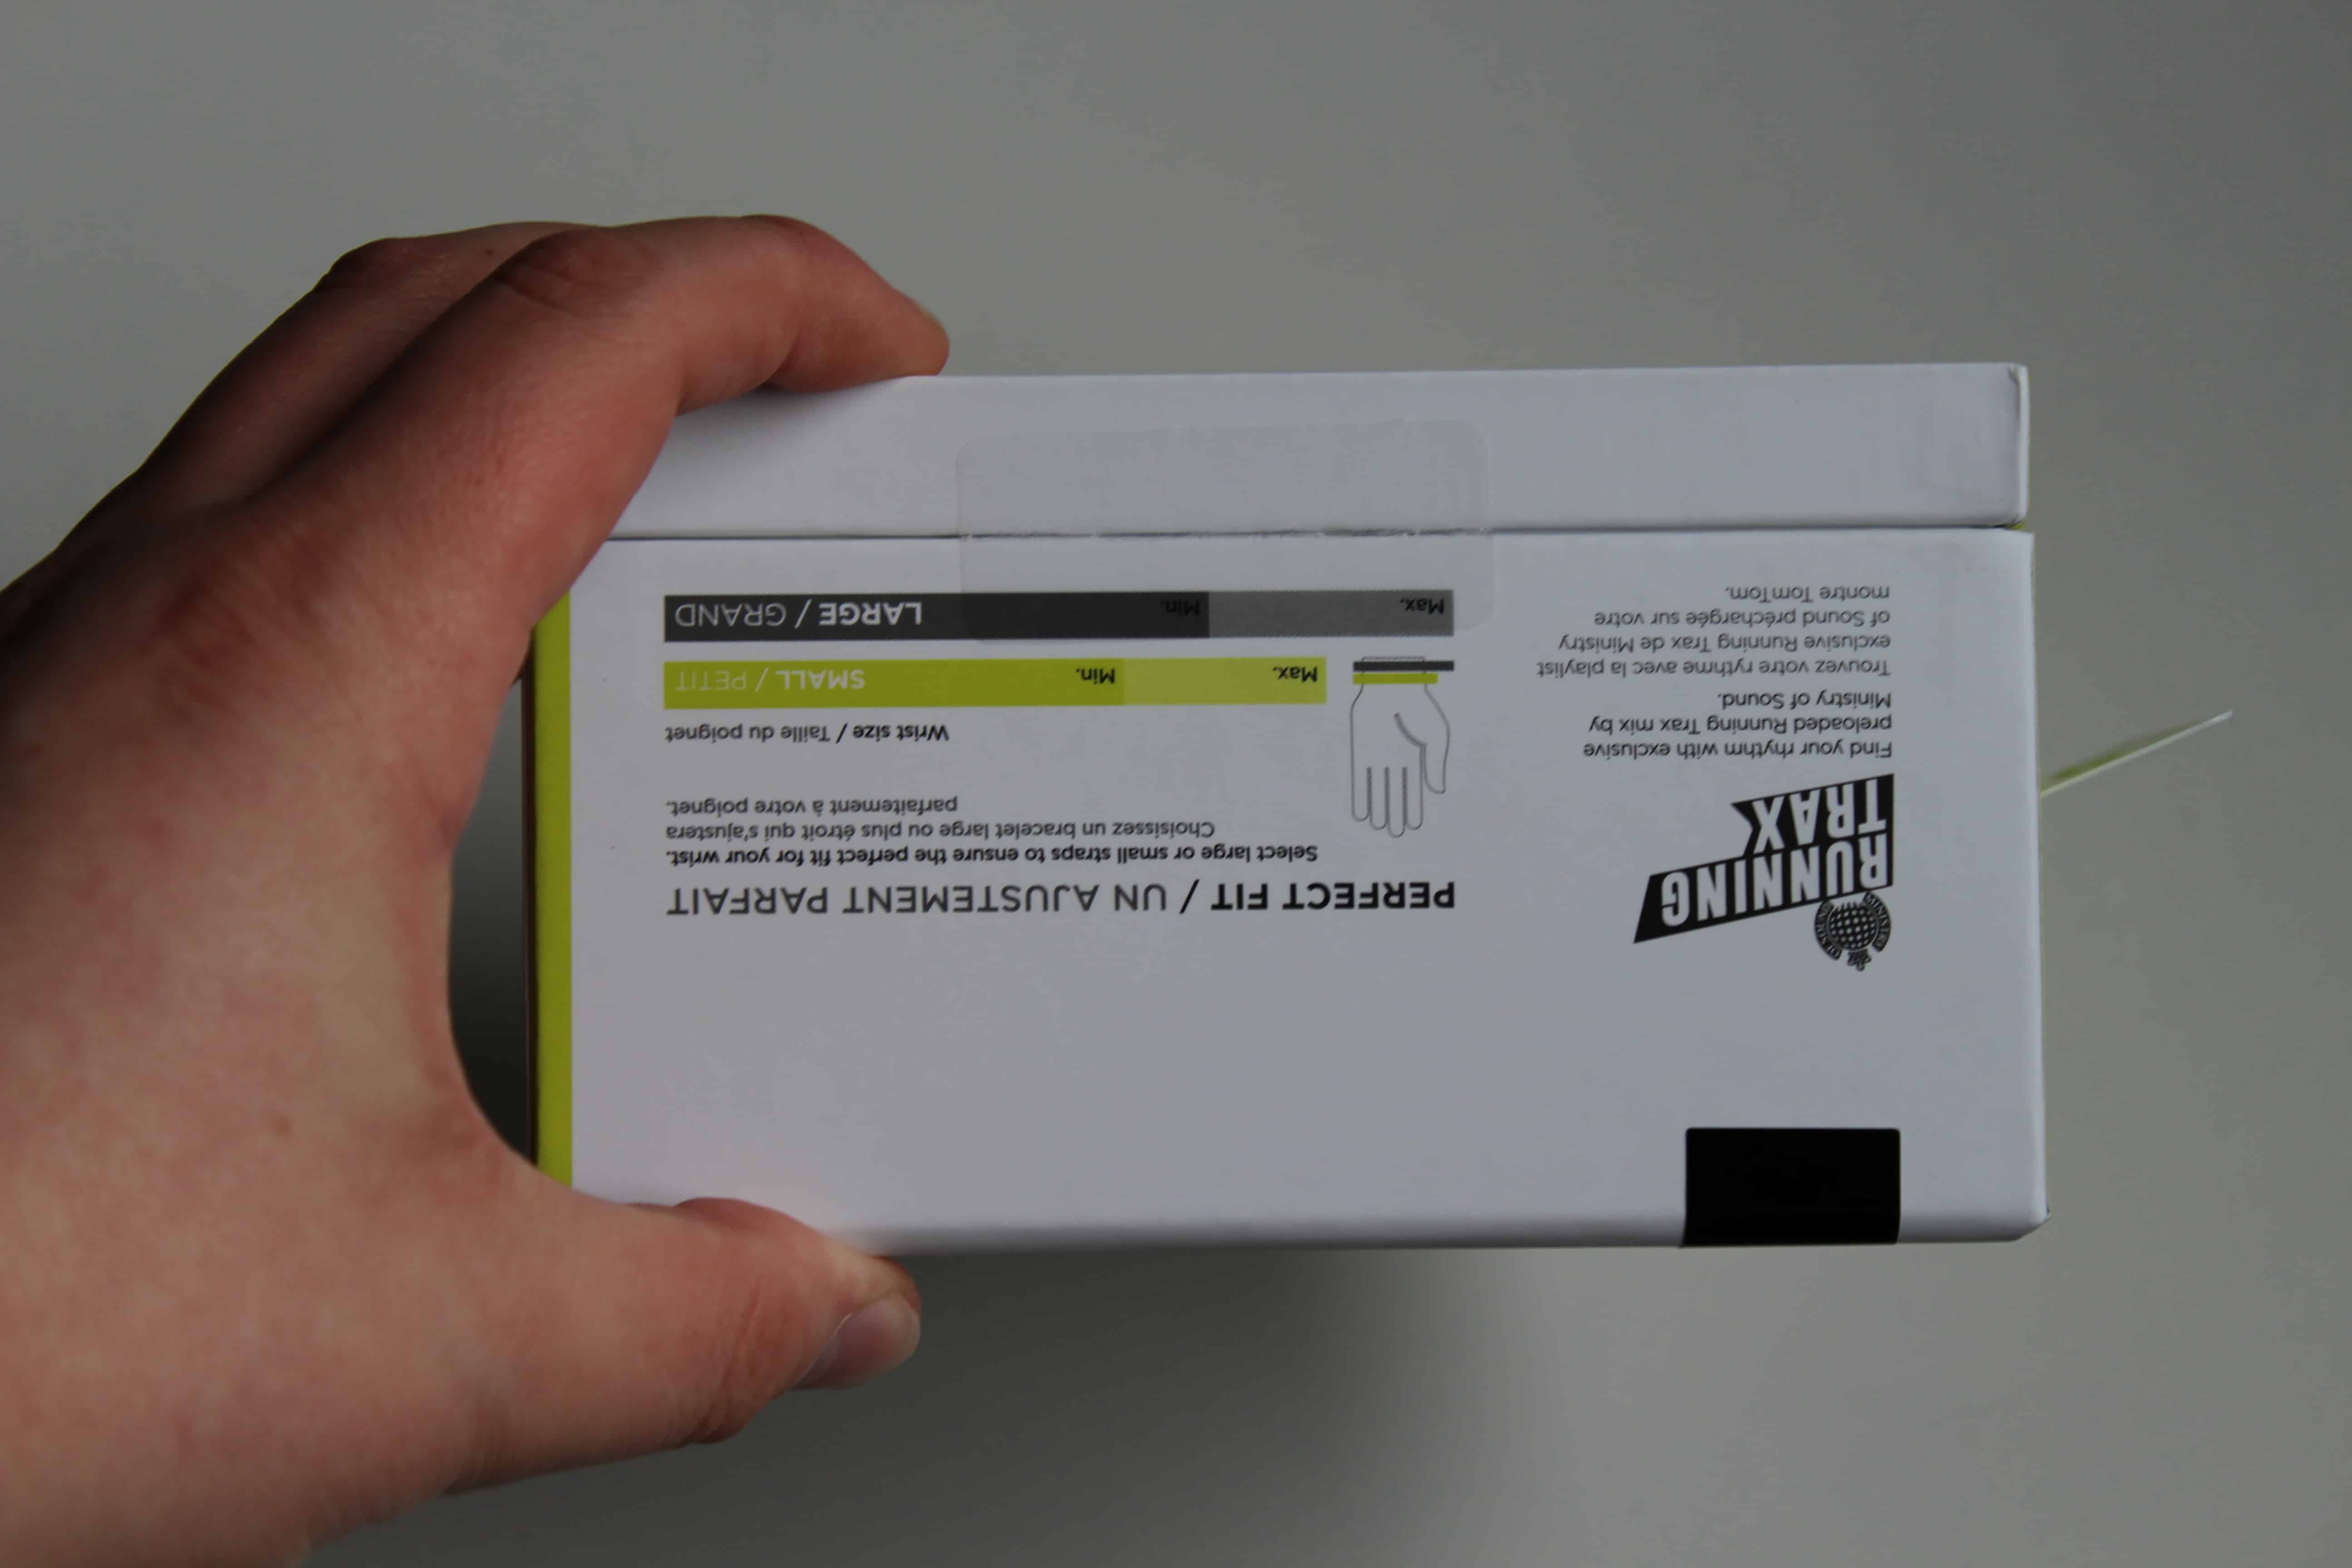 RUNNING
TRAX
Find your rhythm with exclusive
preloaded Running Trax mix by
Ministry of Sound.
Trouvez votre rythme avec la playlist
exclusive Running Trax de Ministry
of Sound préchargée sur votre
montre TomTom.
PERFECT FIT / UN AJUSTEMENT PARFAIT
Select large or small straps to ensure the perfect fit for your wrist.
Choisissez un bracelet large ou plus étroit qui s'ajustera
parfaitement à votre poignet.
Wrist size / Taille du poignet
Max. Min. SMALL / PETIT
Max. Min. LARGE / GRAND